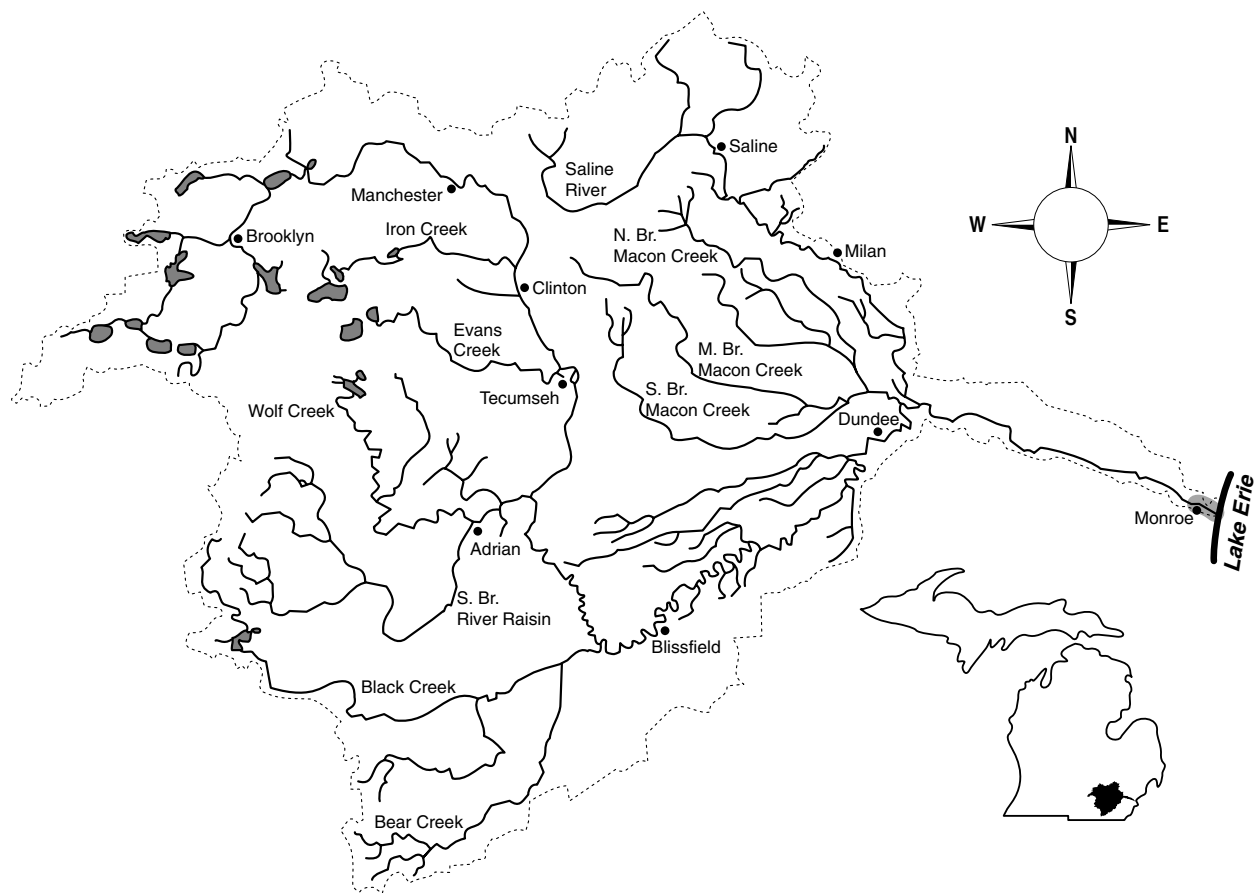 N
Saline
Saline
River
Manchester
W
E
Iron Creek
Brooklyn
N. Br.
Macon Creek
Milan
Clinton
S
Evans
Creek
M. Br.
Macon Creek
Tecumseh
S. Br.
Macon Creek
Wolf Creek
Dundee
Monroe
Lake Erie
Adrian
S. Br.
River Raisin
Blissfield
Black Creek
Bear Creek